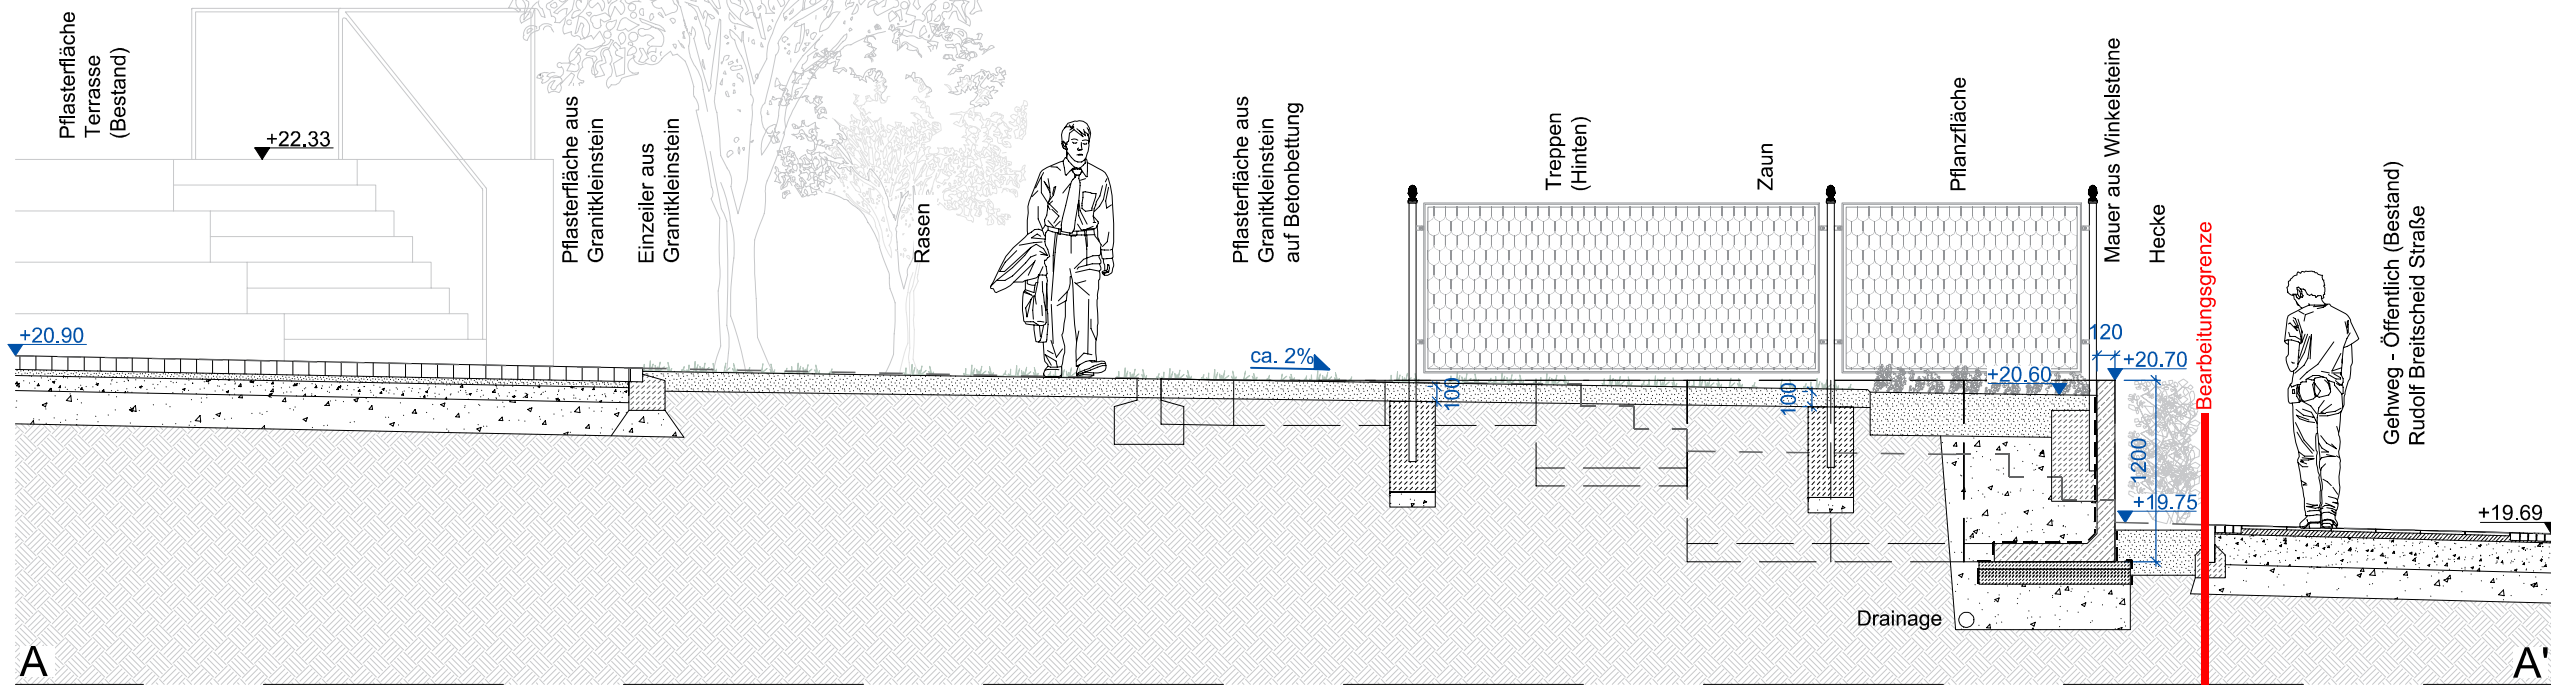 Pflasterfläche
Terrasse
(Bestand)
+22.33
+20.90
Pflasterfläche aus
Granitkleinstein
Einzeiler aus
Granitkleinstein
Rasen
Pflasterfläche aus
Granitkleinstein
auf Betonbettung
ca. 2%
100
Treppen
(Hinten)
Zaun
100
Pflanzfläche
+20.60
Mauer aus Winkelsteine
120
+20.70
Hecke
1200
+19.75
Bearbeitungsgrenze
Gehweg - Öffentlich (Bestand)
Rudolf Breitscheid Straße
+19.69
Drainage
A
A'